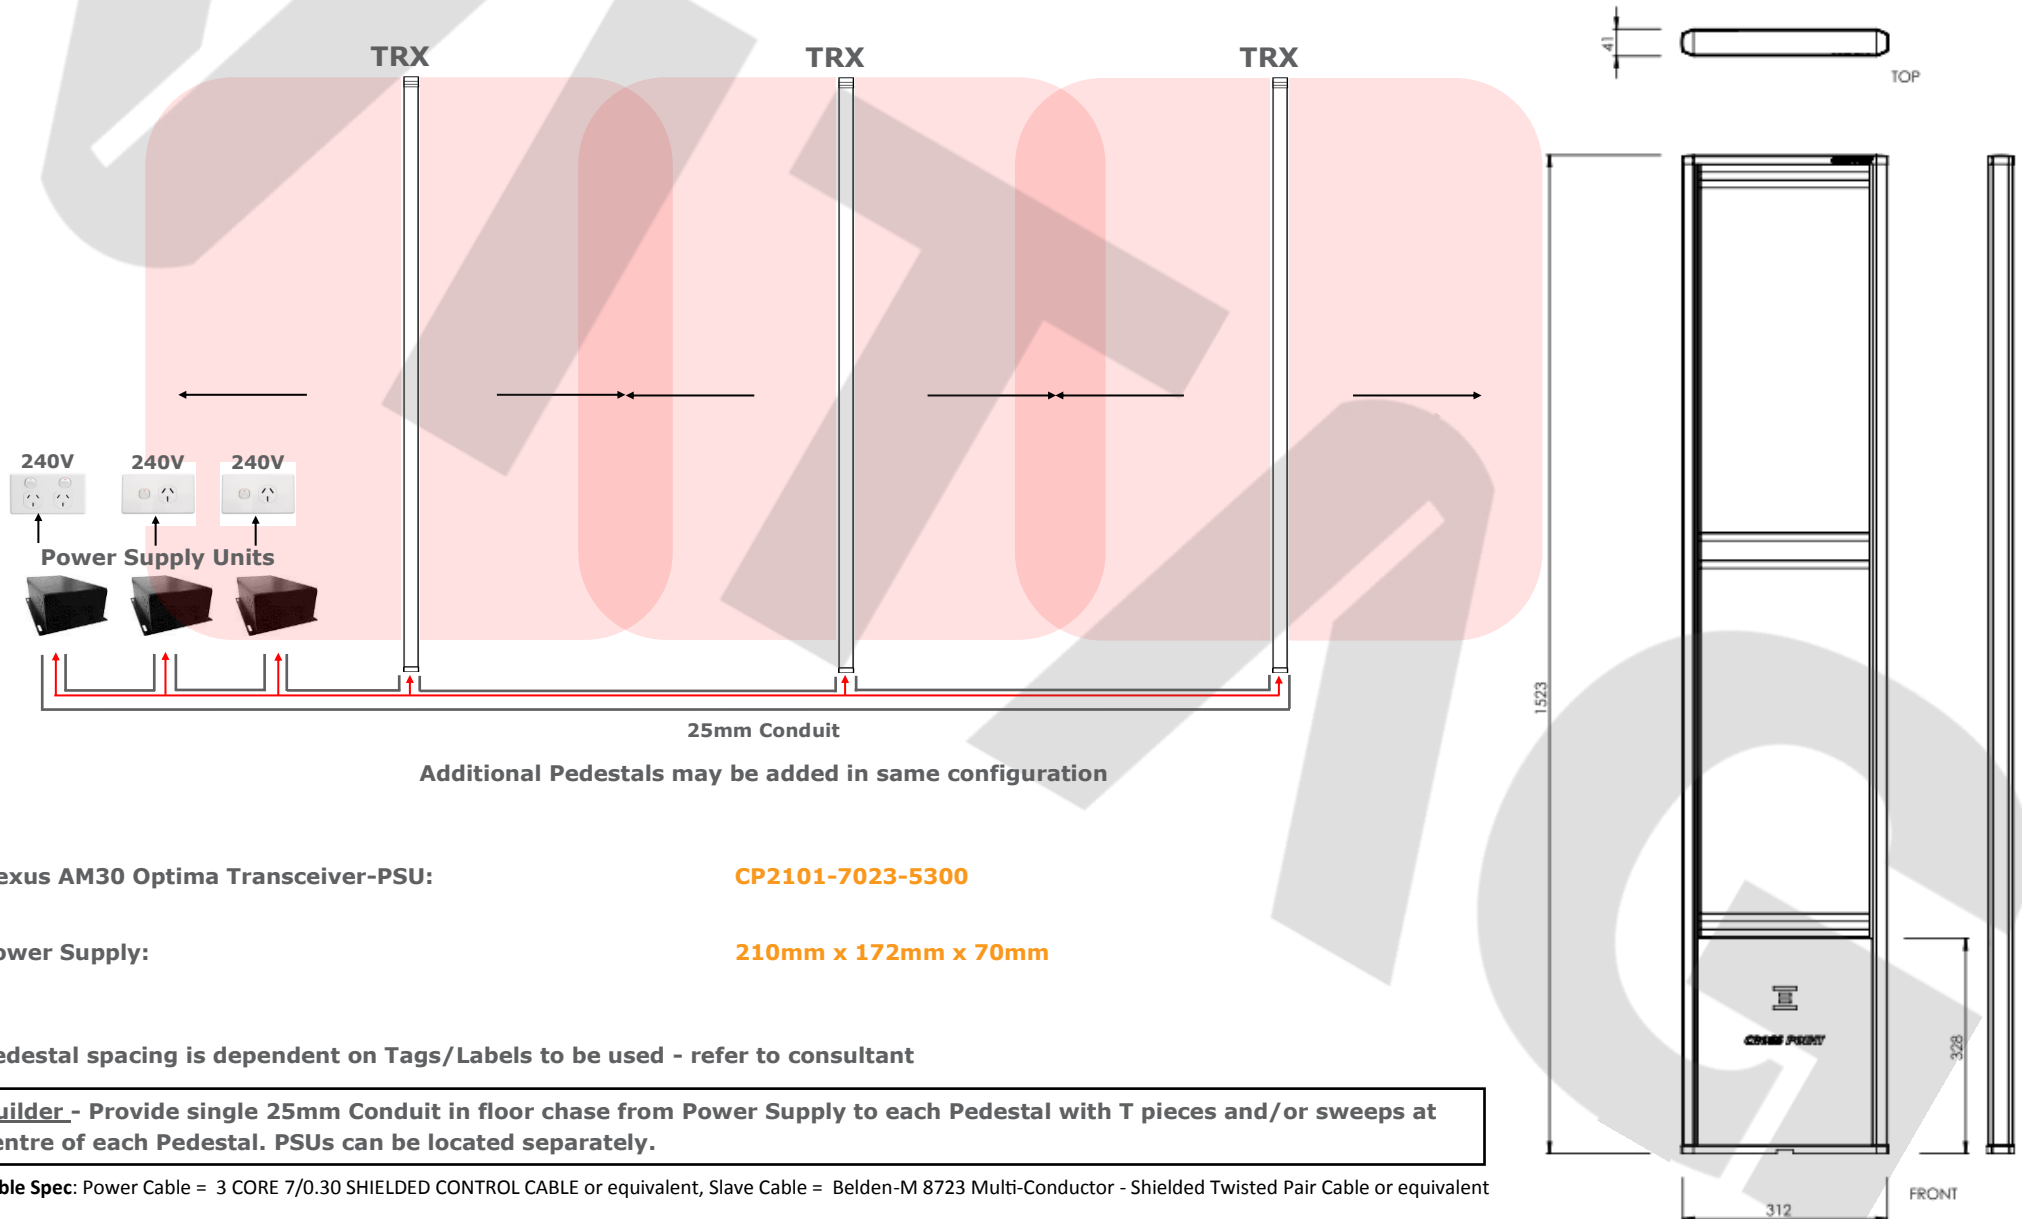 TRX
TRX
TRX
41
TOP
240V
240V
240V
Power Supply Units
1523
25mm Conduit
Additional Pedestals may be added in same configuration
exus AM30 Optima Transceiver-PSU:
CP2101-7023-5300
ower Supply:
210mm x 172mm x 70mm
CROSS POINT
328
edestal spacing is dependent on Tags/Labels to be used - refer to consultant
uilder - Provide single 25mm Conduit in floor chase from Power Supply to each Pedestal with T pieces and/or sweeps at
entre of each Pedestal. PSUs can be located separately.
ble Spec: Power Cable = 3 CORE 7/0.30 SHIELDED CONTROL CABLE or equivalent, Slave Cable = Belden-M 8723 Multi-Conductor - Shielded Twisted Pair Cable or equivalent
FRONT
312
VITAG